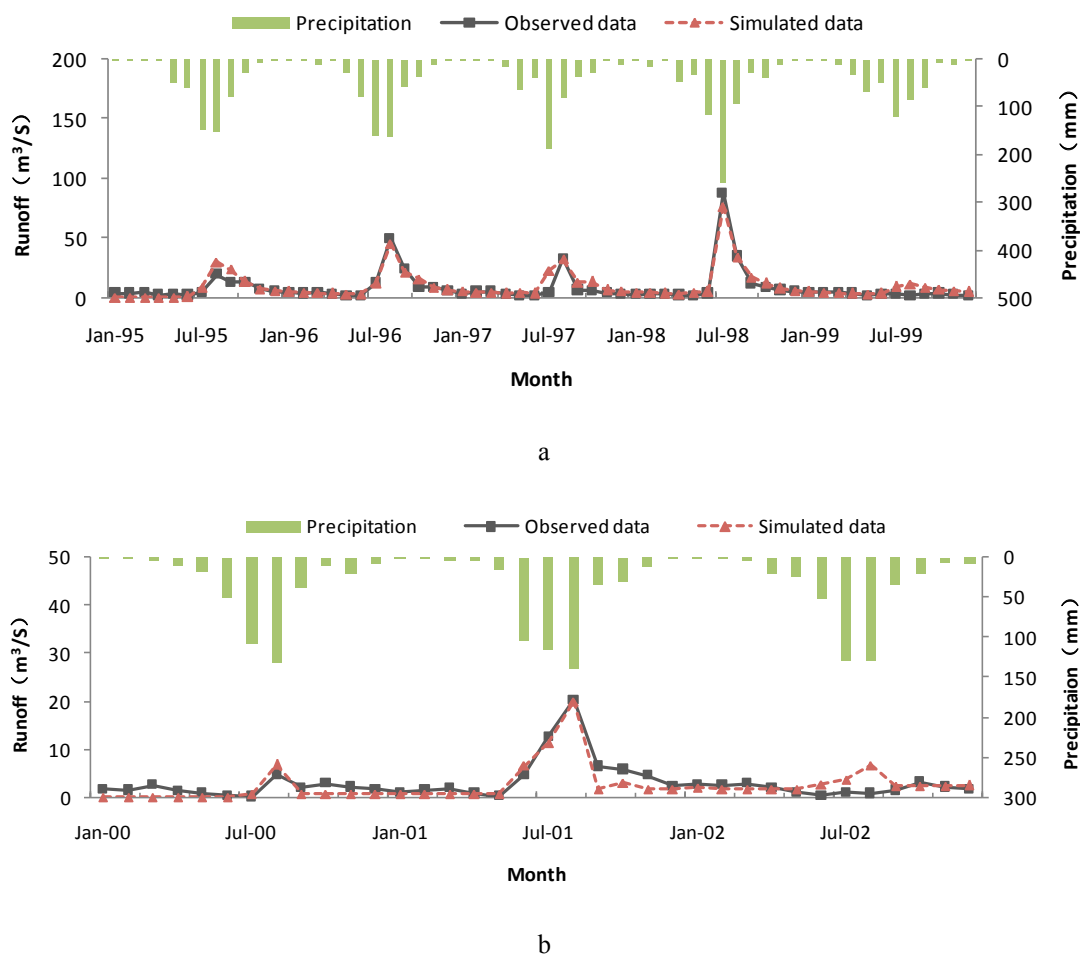 Precipitation Observed data Simulated data
200 0
150 100
100 200
50 300
0 400
500
Runoff（m³/S）
Precipitation（mm）
Jan-95 Jul-95 Jan-96 Jul-96 Jan-97 Jul-97 Jan-98 Jul-98 Jan-99 Jul-99
Month
a
Precipitation Observed data Simulated data
50 0
40 50
30 100
20 150
10 200
0 250
300
Runoff（m³/S）
Precipitaion（mm）
Jan-00 Jul-00 Jan-01 Jul-01 Jan-02 Jul-02
Month
b